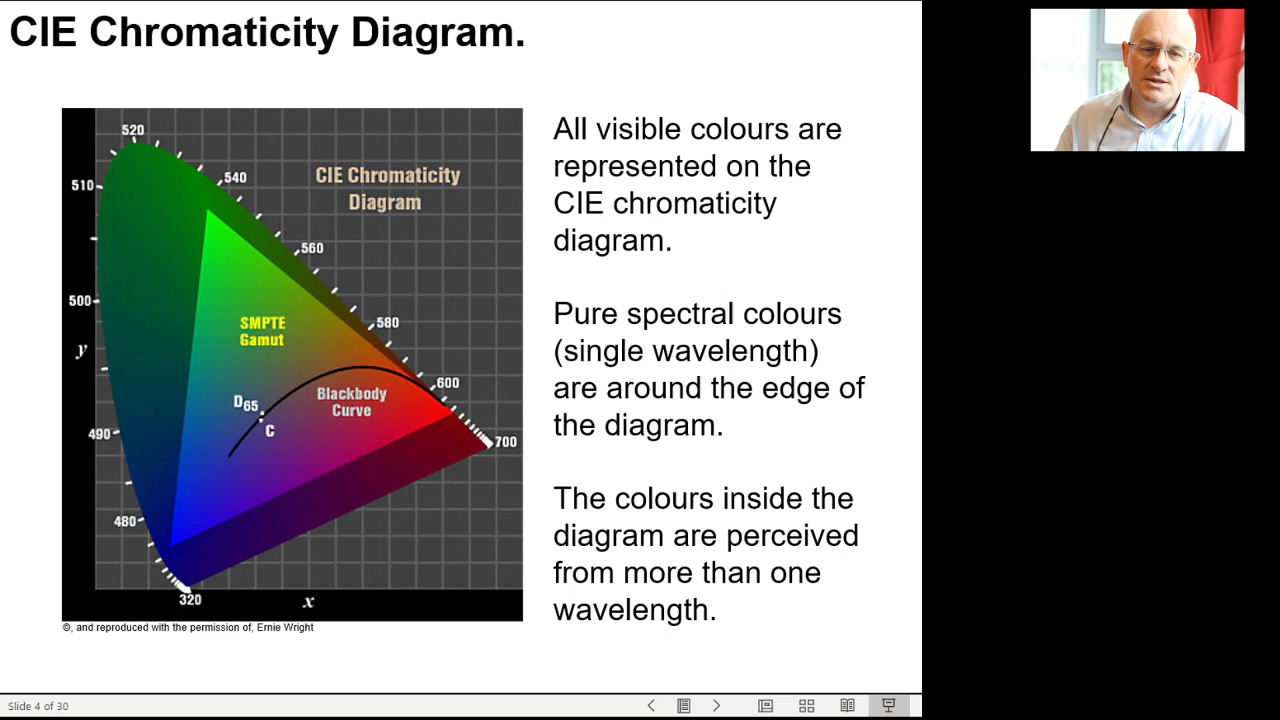 CIE Chromaticity Diagram.
520
510
540
CIE Chromaticity
Diagram
560
500
SMPTE
Gamut
580
y
600
D65
Blackbody
Curve
C
490
700
480
320
x
©, and reproduced with the permission of, Ernie Wright
All visible colours are
represented on the
CIE chromaticity
diagram.
Pure spectral colours
(single wavelength)
are around the edge of
the diagram.
The colours inside the
diagram are perceived
from more than one
wavelength.
Slide 4 of 30